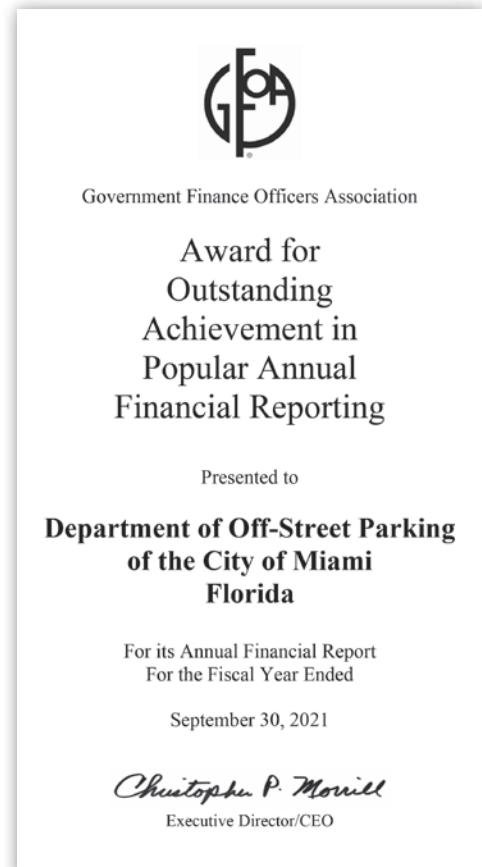 GFOA
®
Government Finance Officers Association
Award for
Outstanding
Achievement in
Popular Annual
Financial Reporting
Presented to
Department of Off-Street Parking
of the City of Miami
Florida
For its Annual Financial Report
For the Fiscal Year Ended
September 30, 2021
Christopher P. Morrill
Executive Director/CEO